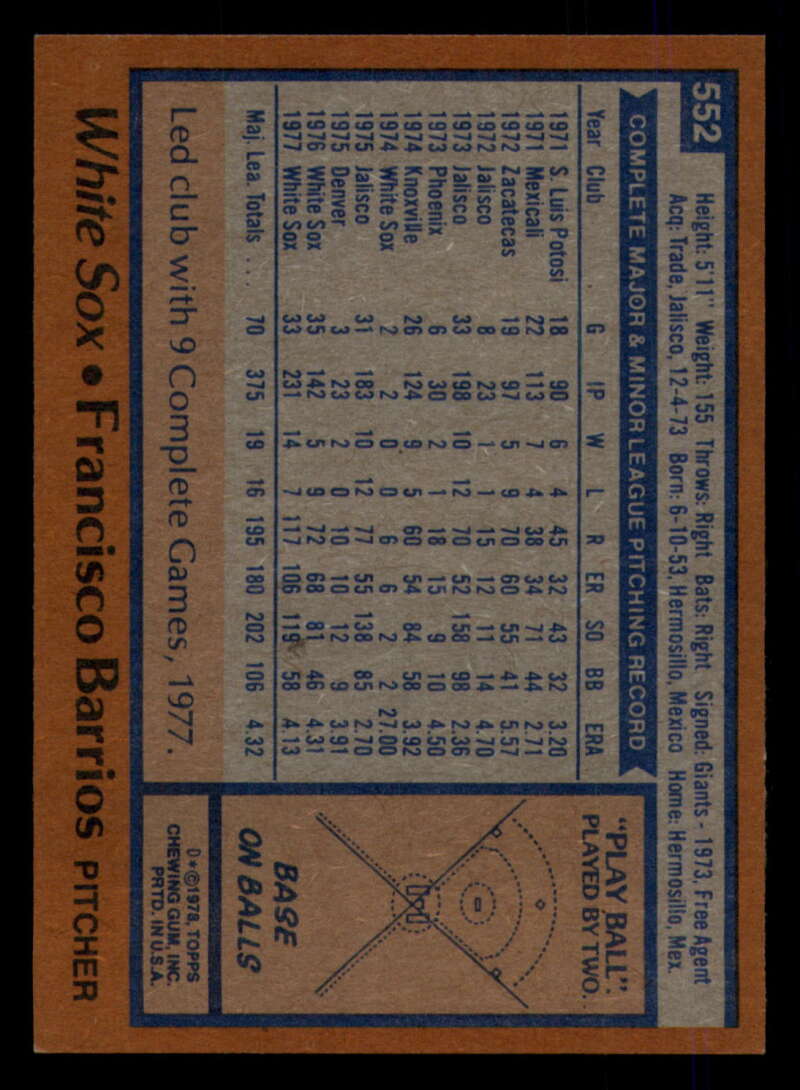 552
Height: 5'11" Weight: 155 Throws: Right Bats: Right Signed: Giants - 1973, Free Agent
Acq: Trade, Jalisco, 12-4-73 Born: 6-10-53, Hermosillo, Mexico Home: Hermosillo, Mex.
COMPLETE MAJOR & MINOR LEAGUE PITCHING RECORD
Year Club G IP W L R ER SO BB ERA
1971 S. Luis Potosi 18 90 6 4 45 32 43 32 3.20
1971 Mexicali 22 113 7 4 38 34 71 44 2.71
1972 Zacatecas 19 97 5 9 70 60 55 41 5.57
1972 Jalisco 8 23 1 1 15 12 11 14 4.70
1973 Jalisco 33 198 10 12 70 52 158 98 2.36
1973 Phoenix 6 30 2 1 18 15 9 10 4.50
1974 Knoxville 26 124 9 5 60 54 84 58 3.92
1974 White Sox 2 2 0 0 6 6 2 2 27.00
1975 Jalisco 31 183 10 12 77 55 138 85 2.70
1975 Denver 3 23 2 0 10 10 12 9 3.91
1976 White Sox 35 142 5 9 72 68 81 46 4.31
1977 White Sox 33 231 14 7 117 106 119 58 4.13
Maj. Lea. Totals ... 70 375 19 16 195 180 202 106 4.32
Led club with 9 Complete Games, 1977.
"PLAY BALL".
PLAYED BY TWO...
BASE
ON BALLS
D*©1978, TOPPS
CHEWING GUM, INC.
PRTD. IN U.S.A.
White Sox • Francisco Barrios PITCHER